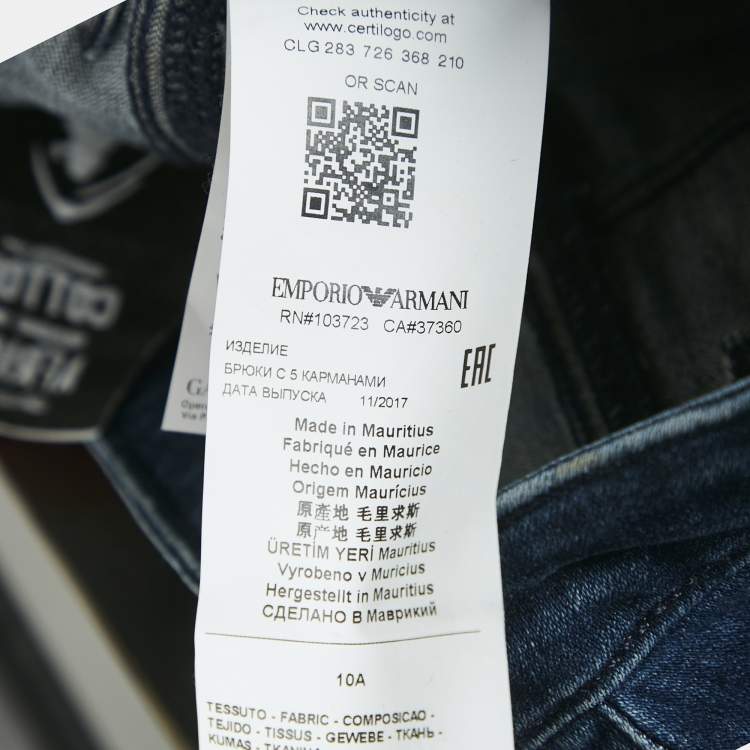 Check authenticity at
www.certilogo.com
CLG 283 726 368 210
OR SCAN
EMPORIO ARMANI
RN#103723 CA#37360
ИЗДЕЛИЕ
EAC
БРЮКИ С 5 КАРМАНАМИ
ДАТА ВЫПУСКА 11/2017
Made in Mauritius
Fabriqué en Maurice
Hecho en Mauricio
Origem Maurícius
原產地 毛里求斯
原产地 毛里求斯
ÜRETİM YERİ Mauritius
Vyrobeno v Muricius
Hergestellt in Mauritius
СДЕЛАНО В Маврикий
10A
TESSUTO - FABRIC - COMPOSICAO -
TEJIDO - TISSUS - GEWEBE - ТКАНЬ -
KUMAS -